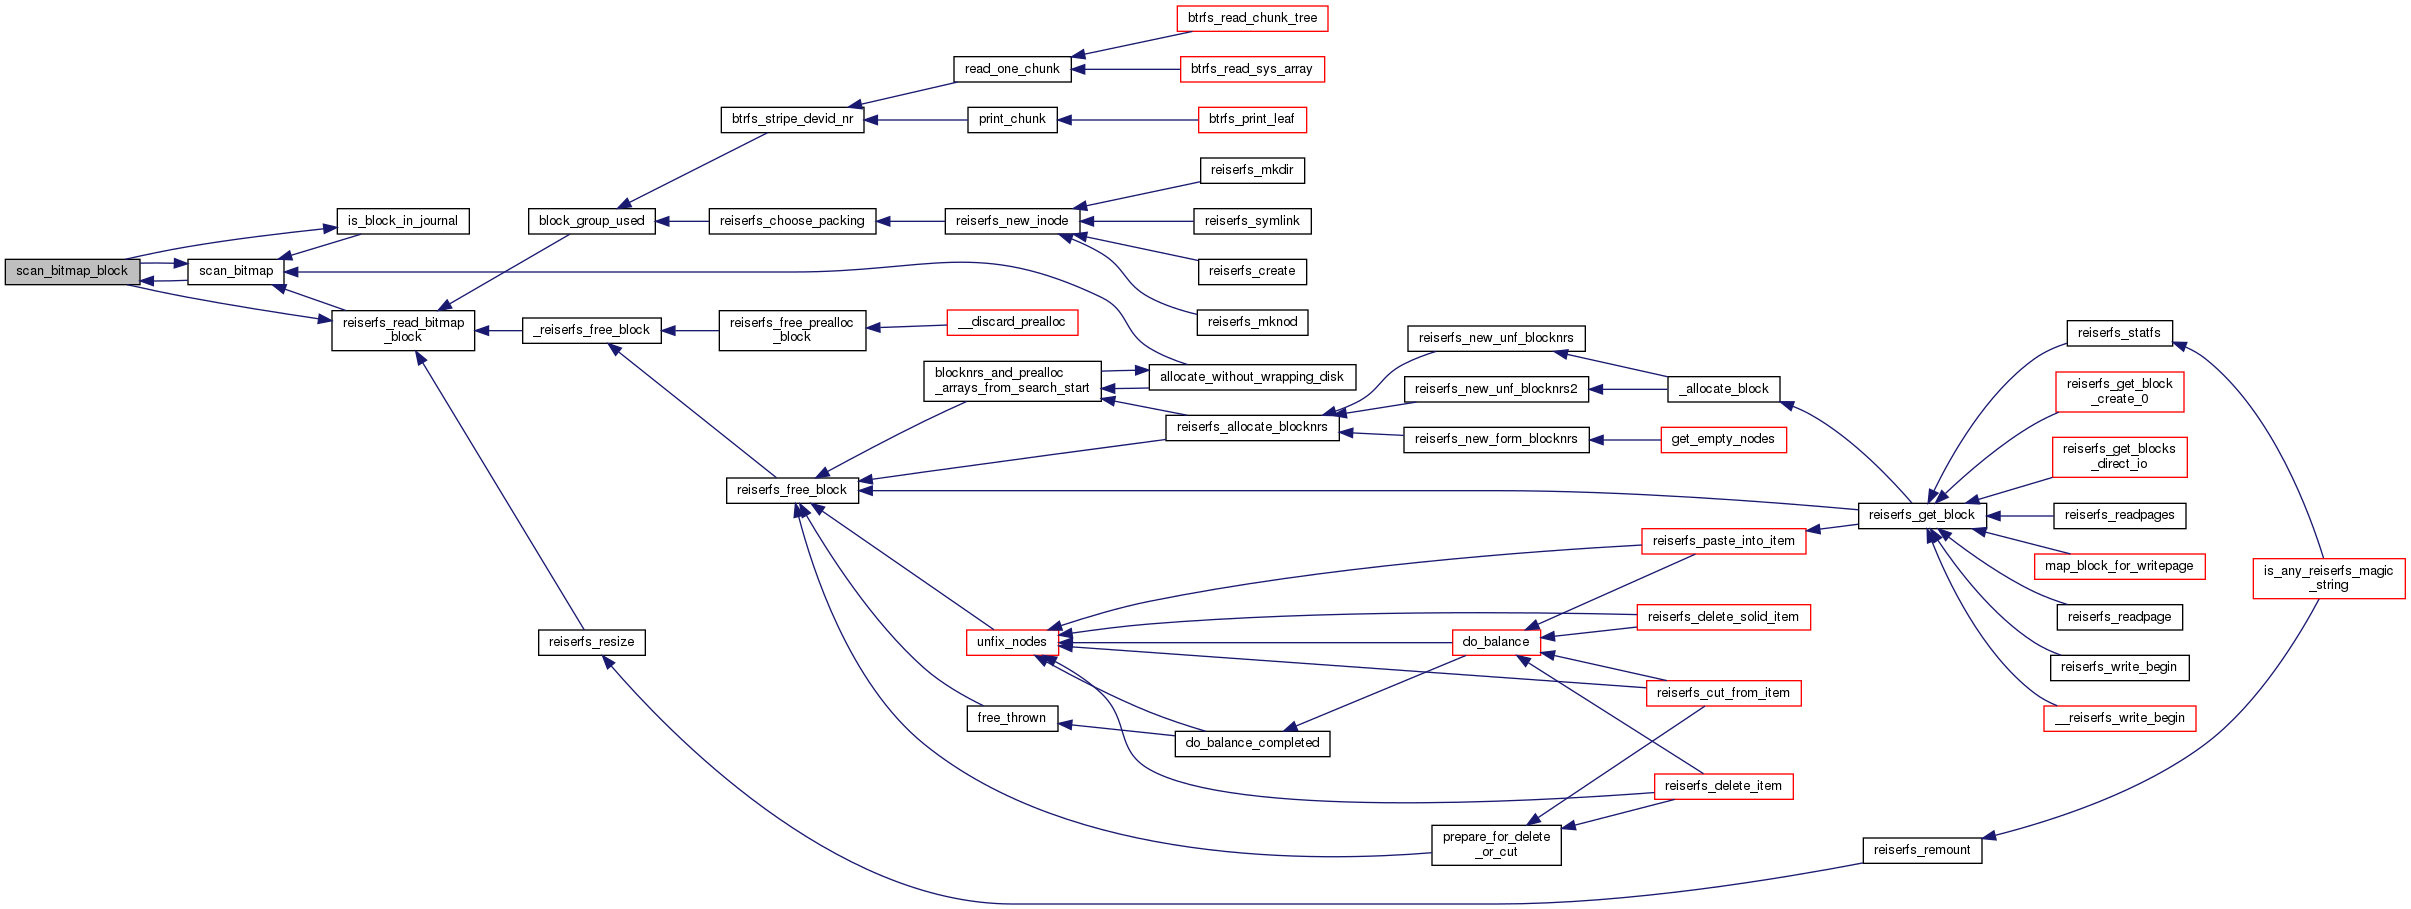 btrfs_read_chunk_tree
read_one_chunk
btrfs_read_sys_array
btrfs_stripe_devid_nr
print_chunk
btrfs_print_leaf
reiserfs_mkdir
is_block_in_journal
block_group_used
reiserfs_choose_packing
reiserfs_new_inode
reiserfs_symlink
scan_bitmap_block
scan_bitmap
reiserfs_create
reiserfs_read_bitmap
_block
_reiserfs_free_block
reiserfs_free_prealloc
_block
__discard_prealloc
reiserfs_mknod
reiserfs_new_unf_blocknrs
reiserfs_statfs
blocknrs_and_prealloc
_arrays_from_search_start
allocate_without_wrapping_disk
reiserfs_new_unf_blocknrs2
_allocate_block
reiserfs_get_block
_create_0
reiserfs_allocate_blocknrs
reiserfs_new_form_blocknrs
get_empty_nodes
reiserfs_get_blocks
_direct_io
reiserfs_free_block
reiserfs_get_block
reiserfs_readpages
reiserfs_paste_into_item
map_block_for_writepage
is_any_reiserfs_magic
_string
reiserfs_delete_solid_item
reiserfs_readpage
reiserfs_resize
unfix_nodes
do_balance
reiserfs_write_begin
reiserfs_cut_from_item
free_thrown
__reiserfs_write_begin
do_balance_completed
reiserfs_delete_item
prepare_for_delete
_or_cut
reiserfs_remount